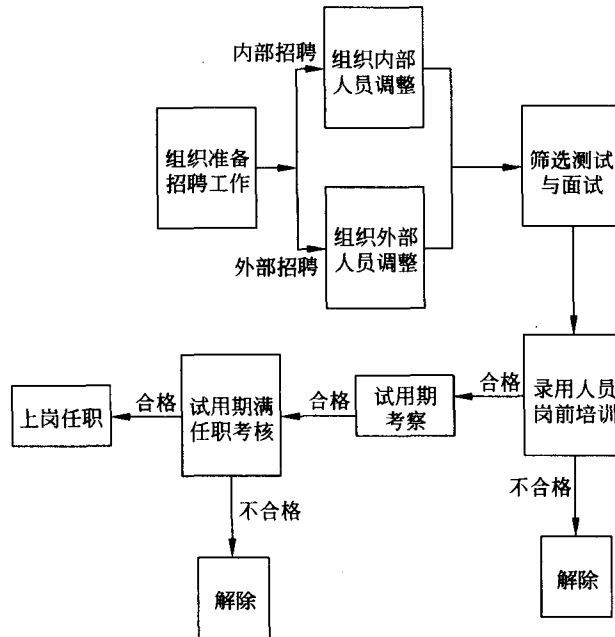 内部招聘
组织内部
人员调整
组织准备
招聘工作
外部招聘
组织外部
人员调整
筛选测试
与面试
录用人员
岗前培训
合格
试用期
考察
合格
试用期满
任职考核
合格
上岗任职
不合格
解除
不合格
解除